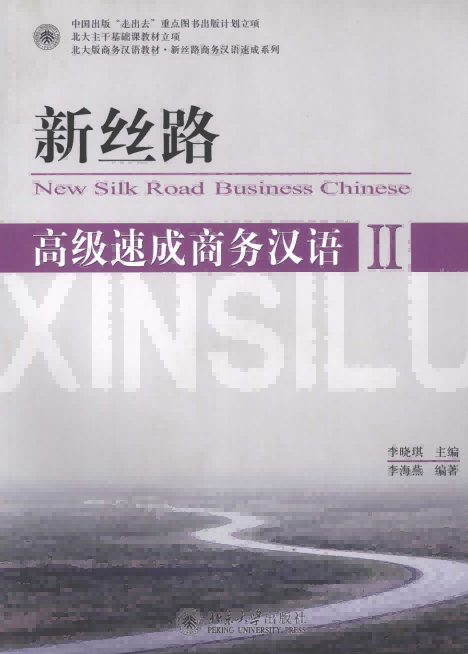 中国出版“走出去”重点图书出版计划立项
北大主干基础课教材立项
北大版商务汉语教材·新丝路商务汉语速成系列
新丝路
New Silk Road Business Chinese
高级速成商务汉语 II
XINSILU
李晓琪 主编
李海燕 编著
北京大学出版社
PEKING UNIVERSITY PRESS